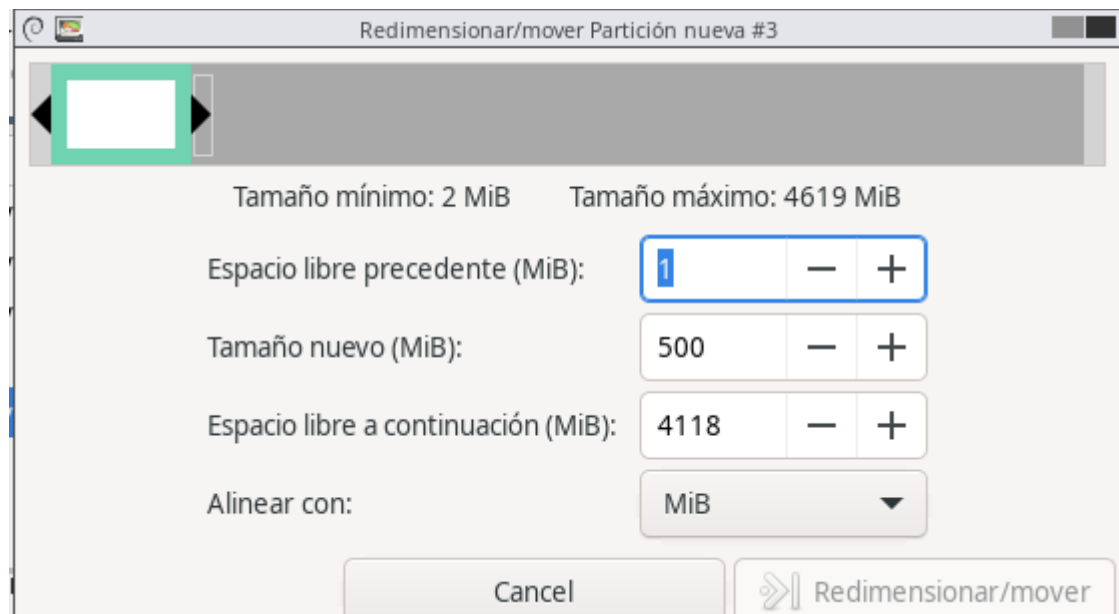 Redimensionar/mover Partición nueva #3
Tamaño mínimo: 2 MiB Tamaño máximo: 4619 MiB
Espacio libre precedente (MiB): 1
Tamaño nuevo (MiB): 500
Espacio libre a continuación (MiB): 4118
Alinear con: MiB
Cancel Redimensionar/mover